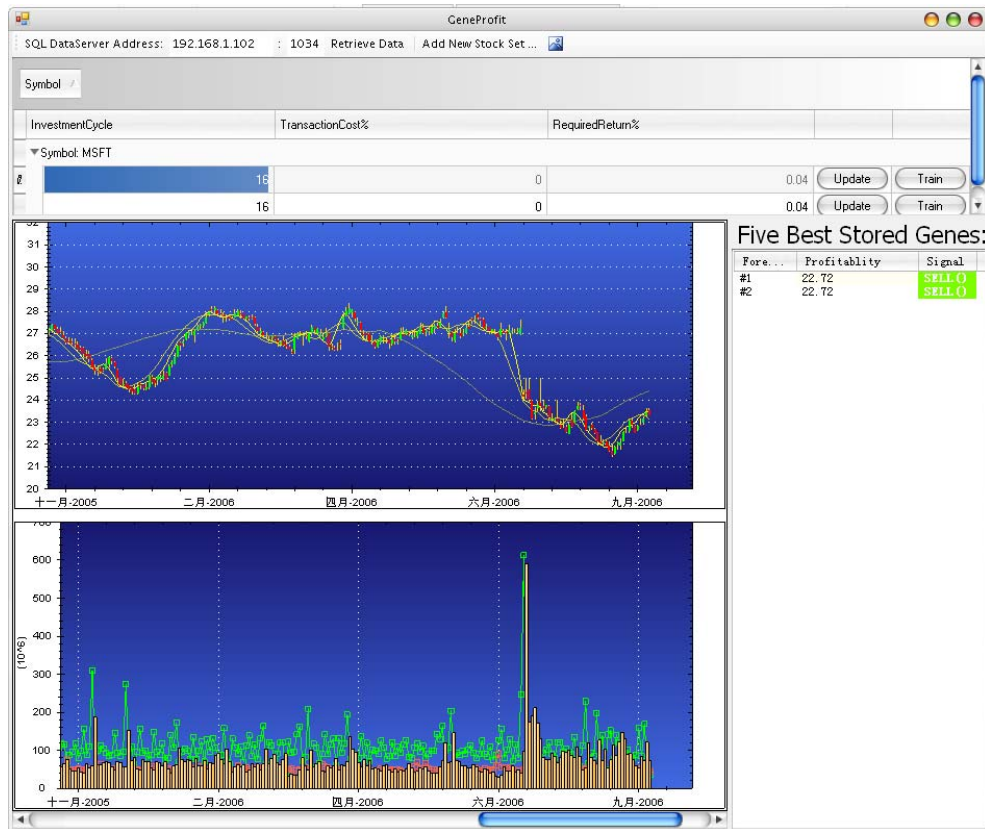 GeneProfit
SQL DataServer Address: 192.168.1.102 : 1034 Retrieve Data Add New Stock Set ...
Symbol
InvestmentCycle TransactionCost% RequiredReturn%
Symbol: MSFT
16 0 0.04 Update Train
16 0 0.04 Update Train
Five Best Stored Genes:
Fore... Profitablity Signal
#1 22.72 SELL()
#2 22.72 SELL()
32
31
30
29
28
27
26
25
24
23
22
21
20
十一月-2005 二月-2006 四月-2006 六月-2006 九月-2006
700
600
500
400
300
200
100
0
(10^6)
十一月-2005 二月-2006 四月-2006 六月-2006 九月-2006